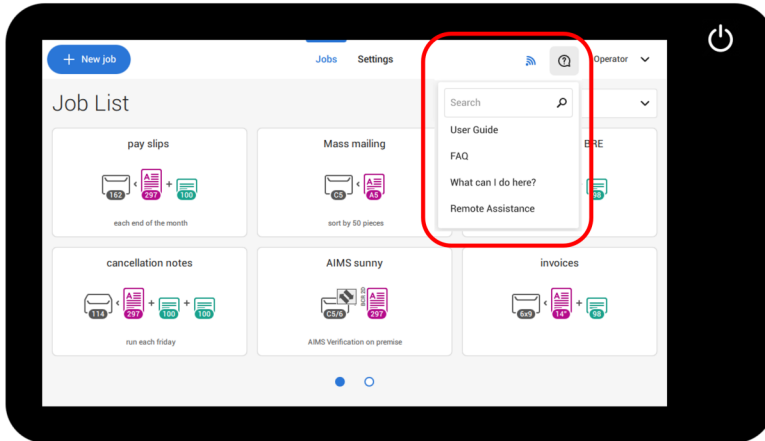 + New job
Jobs
Settings
Operator
Job List
Search
User Guide
FAQ
What can I do here?
Remote Assistance
pay slips
162
A
297
+
100
each end of the month
Mass mailing
C5
A
A5
sort by 50 pieces
BRE
98
cancellation notes
114
A
297
+
100
+
100
run each friday
AIMS sunny
C5/6
BCR 2D
A
297
AIMS Verification on premise
invoices
6x9
A
14"
+
98